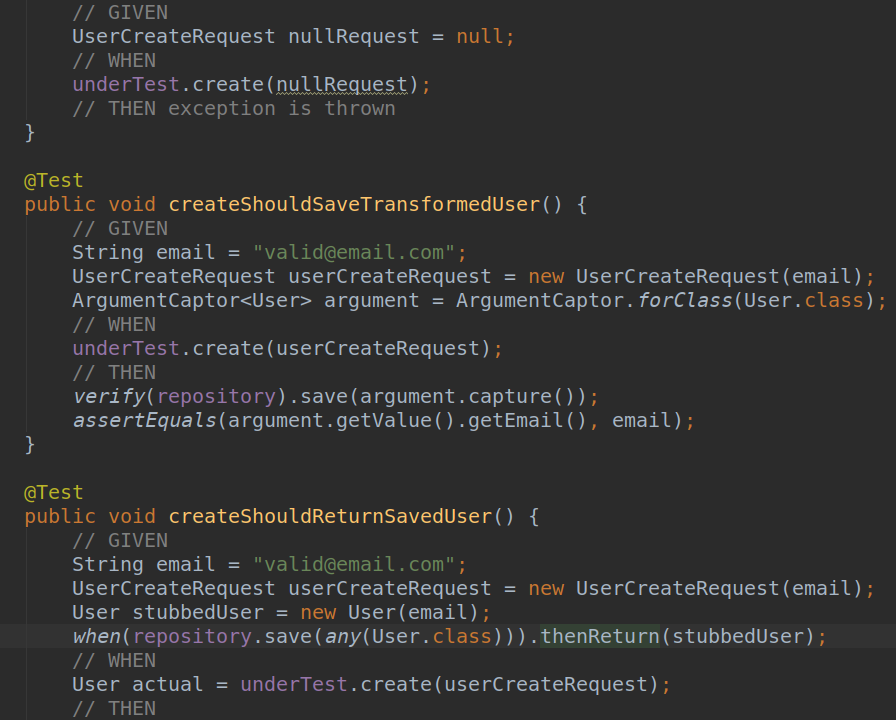 // GIVEN
UserCreateRequest nullRequest = null;
// WHEN
underTest.create(nullRequest);
// THEN exception is thrown
}
@Test
public void createShouldSaveTransformedUser() {
// GIVEN
String email = "valid@email.com";
UserCreateRequest userCreateRequest = new UserCreateRequest(email);
ArgumentCaptor<User> argument = ArgumentCaptor.forClass(User.class);
// WHEN
underTest.create(userCreateRequest);
// THEN
verify(repository).save(argument.capture());
assertEquals(argument.getValue().getEmail(), email);
}
@Test
public void createShouldReturnSavedUser() {
// GIVEN
String email = "valid@email.com";
UserCreateRequest userCreateRequest = new UserCreateRequest(email);
User stubbedUser = new User(email);
when(repository.save(any(User.class))).thenReturn(stubbedUser);
// WHEN
User actual = underTest.create(userCreateRequest);
// THEN